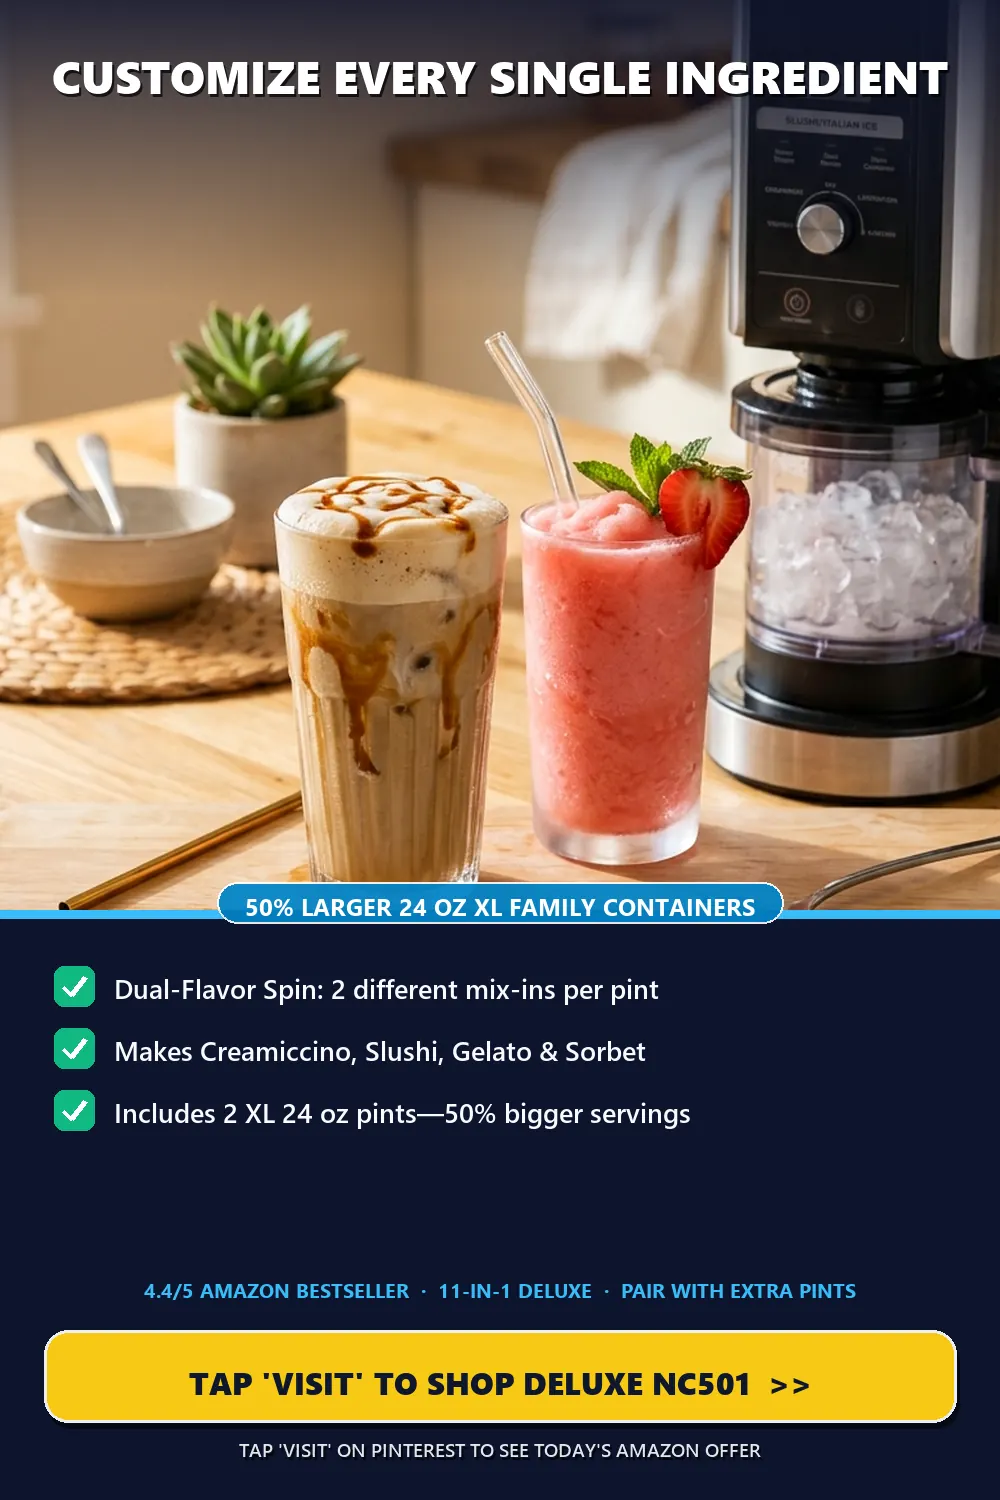 CUSTOMIZE EVERY SINGLE INGREDIENT
SLUSHI/ITALIAN ICE
50% LARGER 24 OZ XL FAMILY CONTAINERS
Dual-Flavor Spin: 2 different mix-ins per pint
Makes Creamiccino, Slushi, Gelato & Sorbet
Includes 2 XL 24 oz pints—50% bigger servings
4.4/5 AMAZON BESTSELLER · 11-IN-1 DELUXE · PAIR WITH EXTRA PINTS
TAP 'VISIT' TO SHOP DELUXE NC501 >>
TAP 'VISIT' ON PINTEREST TO SEE TODAY'S AMAZON OFFER